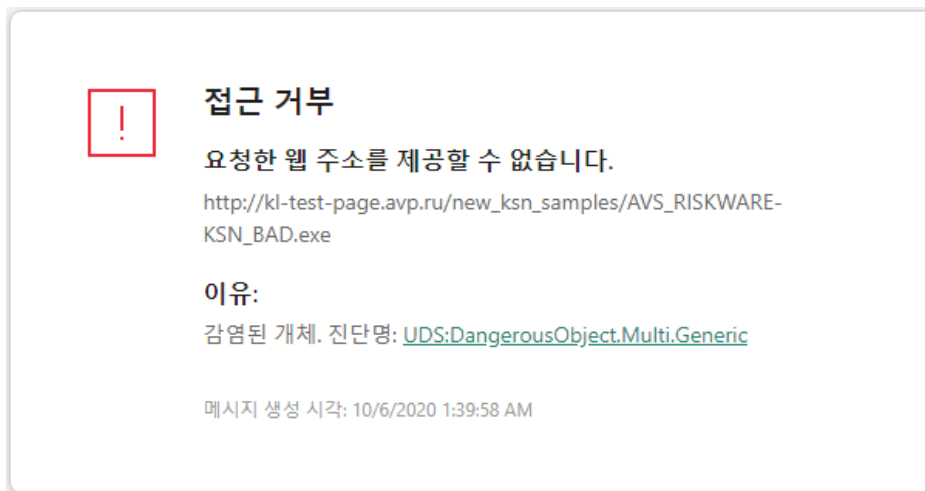 !
접근 거부
요청한 웹 주소를 제공할 수 없습니다.
http://kl-test-page.avp.ru/new_ksn_samples/AVS_RISKWARE-
KSN_BAD.exe
이유:
감염된 개체. 진단명: UDS:DangerousObject.Multi.Generic
메시지 생성 시각: 10/6/2020 1:39:58 AM